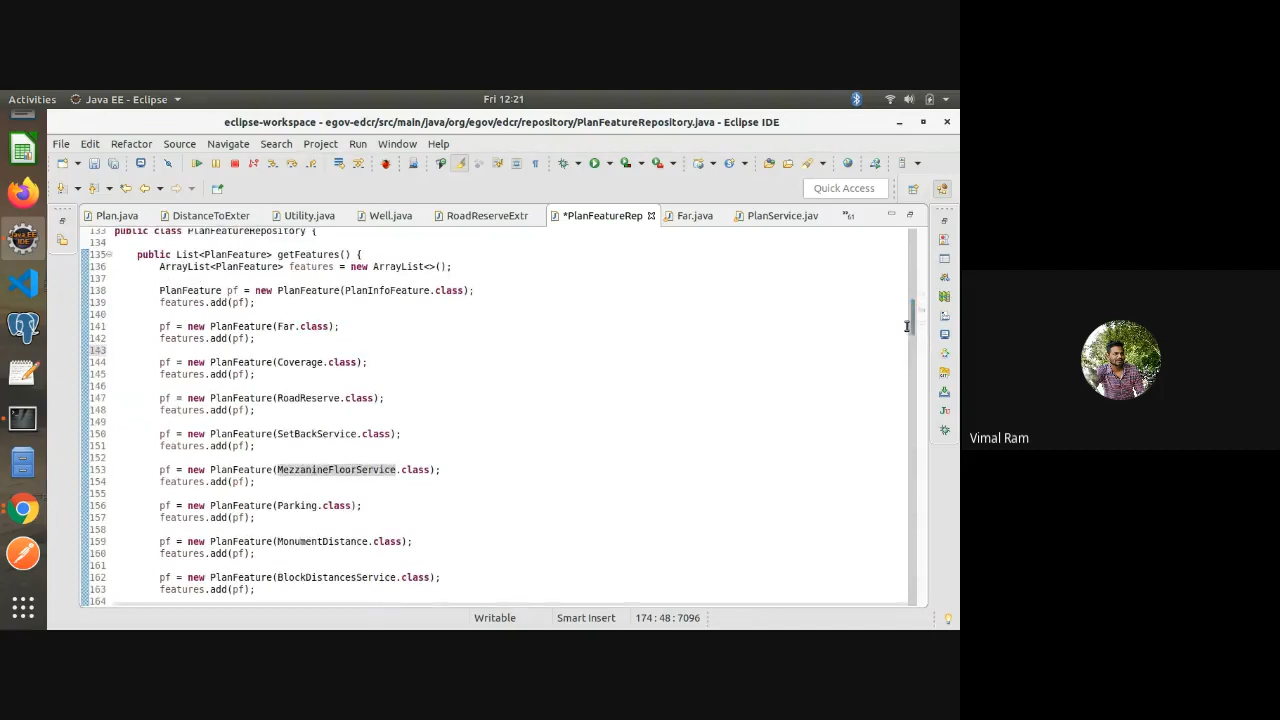 Activities Java EE - Eclipse Fri 12:21
eclipse-workspace - egov-edcr/src/main/java/org/egov/edcr/repository/PlanFeatureRepository.java - Eclipse IDE
File Edit Refactor Source Navigate Search Project Run Window Help
Quick Access
Plan.java DistanceToExter Utility.java Well.java RoadReserveExtr *PlanFeatureRep Far.java PlanService.jav »61
133 public class PlanFeatureRepository {
134
135 public List<PlanFeature> getFeatures() {
136 ArrayList<PlanFeature> features = new ArrayList<>();
137
138 PlanFeature pf = new PlanFeature(PlanInfoFeature.class);
139 features.add(pf);
140
141 pf = new PlanFeature(Far.class);
142 features.add(pf);
143
144 pf = new PlanFeature(Coverage.class);
145 features.add(pf);
146
147 pf = new PlanFeature(RoadReserve.class);
148 features.add(pf);
149
150 pf = new PlanFeature(SetBackService.class);
151 features.add(pf);
152
153 pf = new PlanFeature(MezzanineFloorService.class);
154 features.add(pf);
155
156 pf = new PlanFeature(Parking.class);
157 features.add(pf);
158
159 pf = new PlanFeature(MonumentDistance.class);
160 features.add(pf);
161
162 pf = new PlanFeature(BlockDistancesService.class);
163 features.add(pf);
164
Writable Smart Insert 174 : 48 : 7096
Vimal Ram